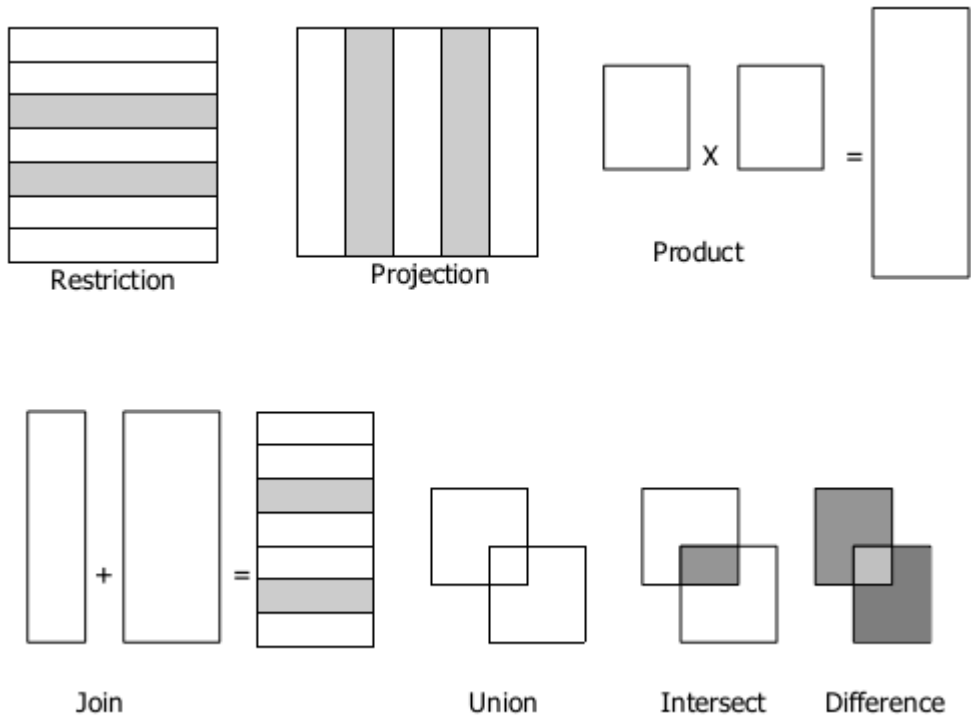 X
=
Restriction
Projection
Product
+
=
Join
Union
Intersect
Difference